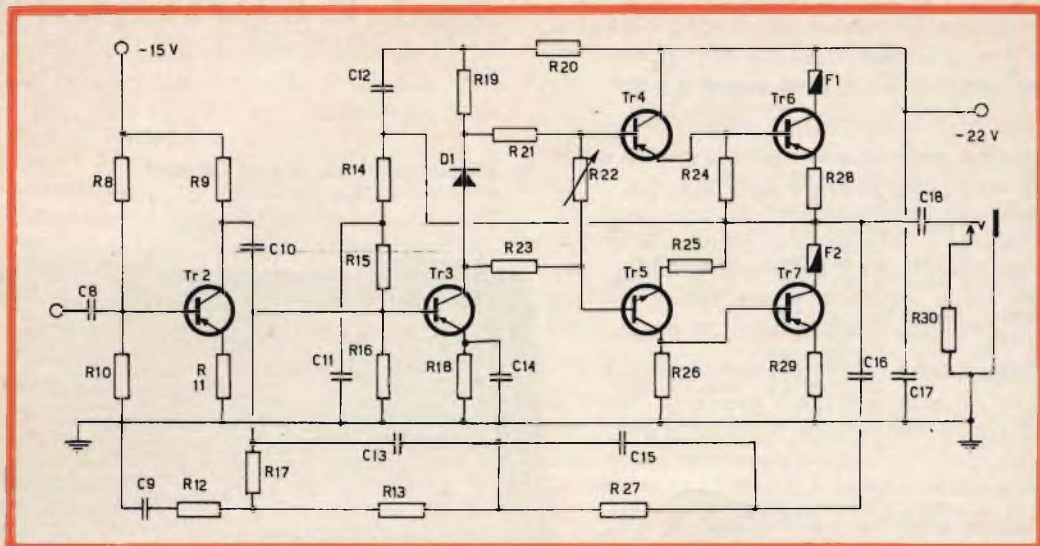 -15 V
R20
C12
R19
F1
Tr4
Tr6
-22 V
R21
D1
R8
R9
R14
R22
R24
R28
C18
C10
R15
R23
R25
F2
C8
Tr2
Tr3
Tr5
Tr7
R30
R10
R
11
C11
R16
R18
C14
R26
R29
C16
C17
C13
C15
R17
C9
R12
R13
R27